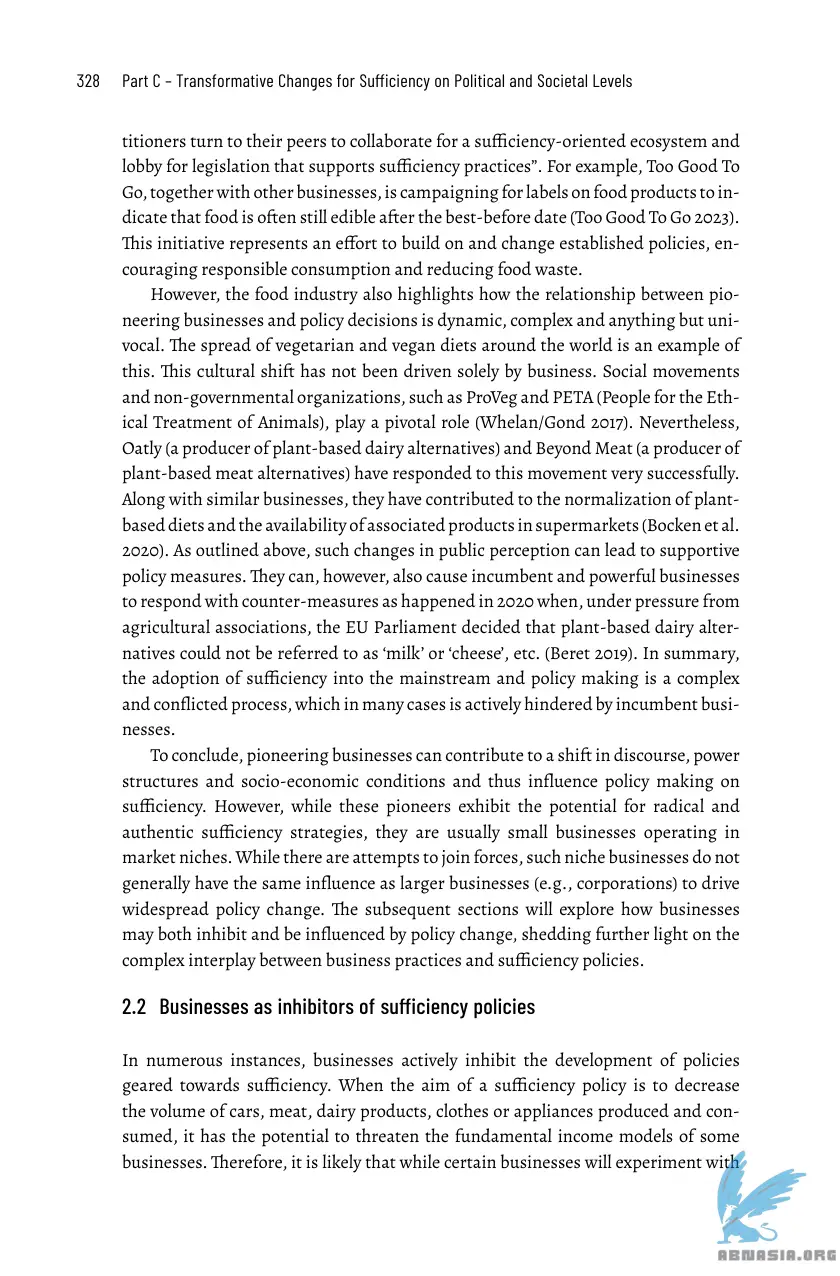 328 Part C – Transformative Changes for Sufficiency on Political and Societal Levels
titioners turn to their peers to collaborate for a sufficiency-oriented ecosystem and
lobby for legislation that supports sufficiency practices”. For example, Too Good To
Go, together with other businesses, is campaigning for labels on food products to in-
dicate that food is often still edible after the best-before date (Too Good To Go 2023).
This initiative represents an effort to build on and change established policies, en-
couraging responsible consumption and reducing food waste.
However, the food industry also highlights how the relationship between pio-
neering businesses and policy decisions is dynamic, complex and anything but uni-
vocal. The spread of vegetarian and vegan diets around the world is an example of
this. This cultural shift has not been driven solely by business. Social movements
and non-governmental organizations, such as ProVeg and PETA (People for the Eth-
ical Treatment of Animals), play a pivotal role (Whelan/Gond 2017). Nevertheless,
Oatly (a producer of plant-based dairy alternatives) and Beyond Meat (a producer of
plant-based meat alternatives) have responded to this movement very successfully.
Along with similar businesses, they have contributed to the normalization of plant-
based diets and the availability of associated products in supermarkets (Bocken et al.
2020). As outlined above, such changes in public perception can lead to supportive
policy measures. They can, however, also cause incumbent and powerful businesses
to respond with counter-measures as happened in 2020 when, under pressure from
agricultural associations, the EU Parliament decided that plant-based dairy alter-
natives could not be referred to as ‘milk’ or ‘cheese’, etc. (Beret 2019). In summary,
the adoption of sufficiency into the mainstream and policy making is a complex
and conflicted process, which in many cases is actively hindered by incumbent busi-
nesses.
To conclude, pioneering businesses can contribute to a shift in discourse, power
structures and socio-economic conditions and thus influence policy making on
sufficiency. However, while these pioneers exhibit the potential for radical and
authentic sufficiency strategies, they are usually small businesses operating in
market niches. While there are attempts to join forces, such niche businesses do not
generally have the same influence as larger businesses (e.g., corporations) to drive
widespread policy change. The subsequent sections will explore how businesses
may both inhibit and be influenced by policy change, shedding further light on the
complex interplay between business practices and sufficiency policies.
2.2 Businesses as inhibitors of sufficiency policies
In numerous instances, businesses actively inhibit the development of policies
geared towards sufficiency. When the aim of a sufficiency policy is to decrease
the volume of cars, meat, dairy products, clothes or appliances produced and con-
sumed, it has the potential to threaten the fundamental income models of some
businesses. Therefore, it is likely that while certain businesses will experiment with
ABNASIA.ORG